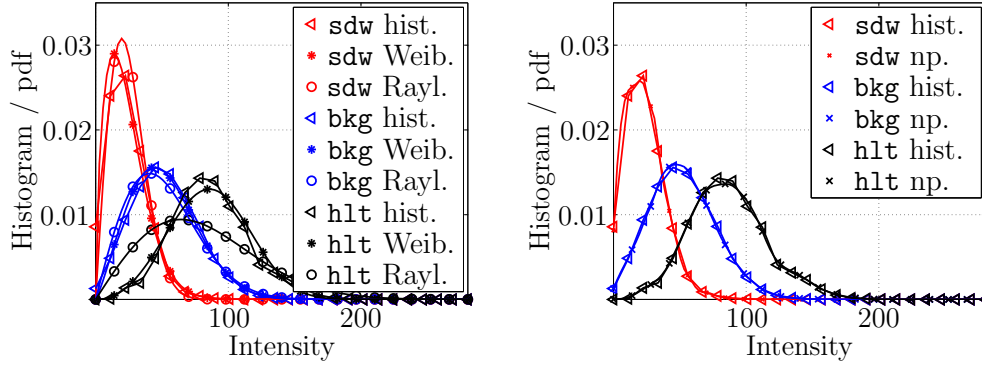 Histogram / pdf
0.03
0.02
0.01
0
100
200
Intensity
sdw hist.
sdw Weib.
sdw Rayl.
bkg hist.
bkg Weib.
bkg Rayl.
hlt hist.
hlt Weib.
hlt Rayl.
Histogram / pdf
0.03
0.02
0.01
0
100
200
Intensity
sdw hist.
sdw np.
bkg hist.
bkg np.
hlt hist.
hlt np.